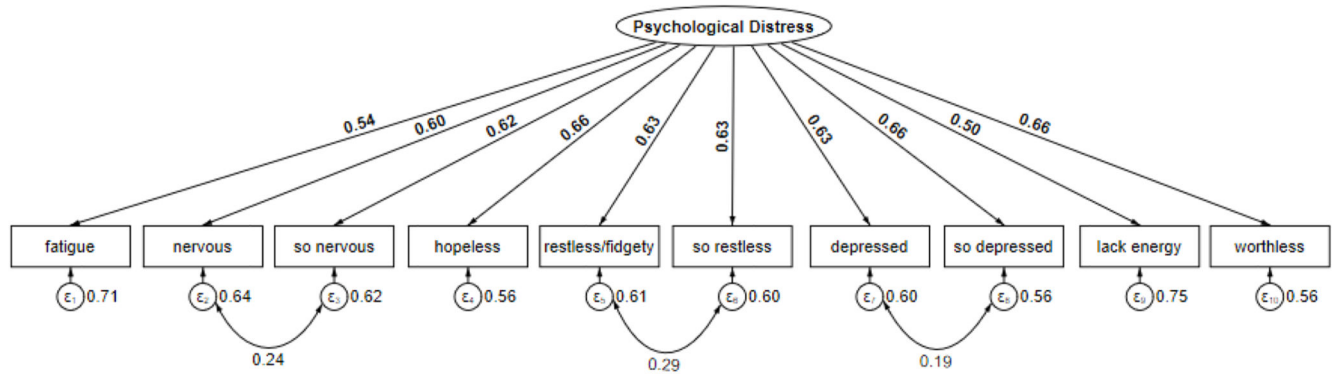 Psychological Distress
0.54 0.60 0.62 0.66 0.63 0.63 0.63 0.66 0.50 0.66
fatigue nervous so nervous hopeless restless/fidgety so restless depressed so depressed lack energy worthless
ε₁ 0.71 ε₂ 0.64 ε₃ 0.62 ε₄ 0.56 ε₅ 0.61 ε₆ 0.60 ε₇ 0.60 ε₈ 0.56 ε₉ 0.75 ε₁₀ 0.56
0.24 0.29 0.19